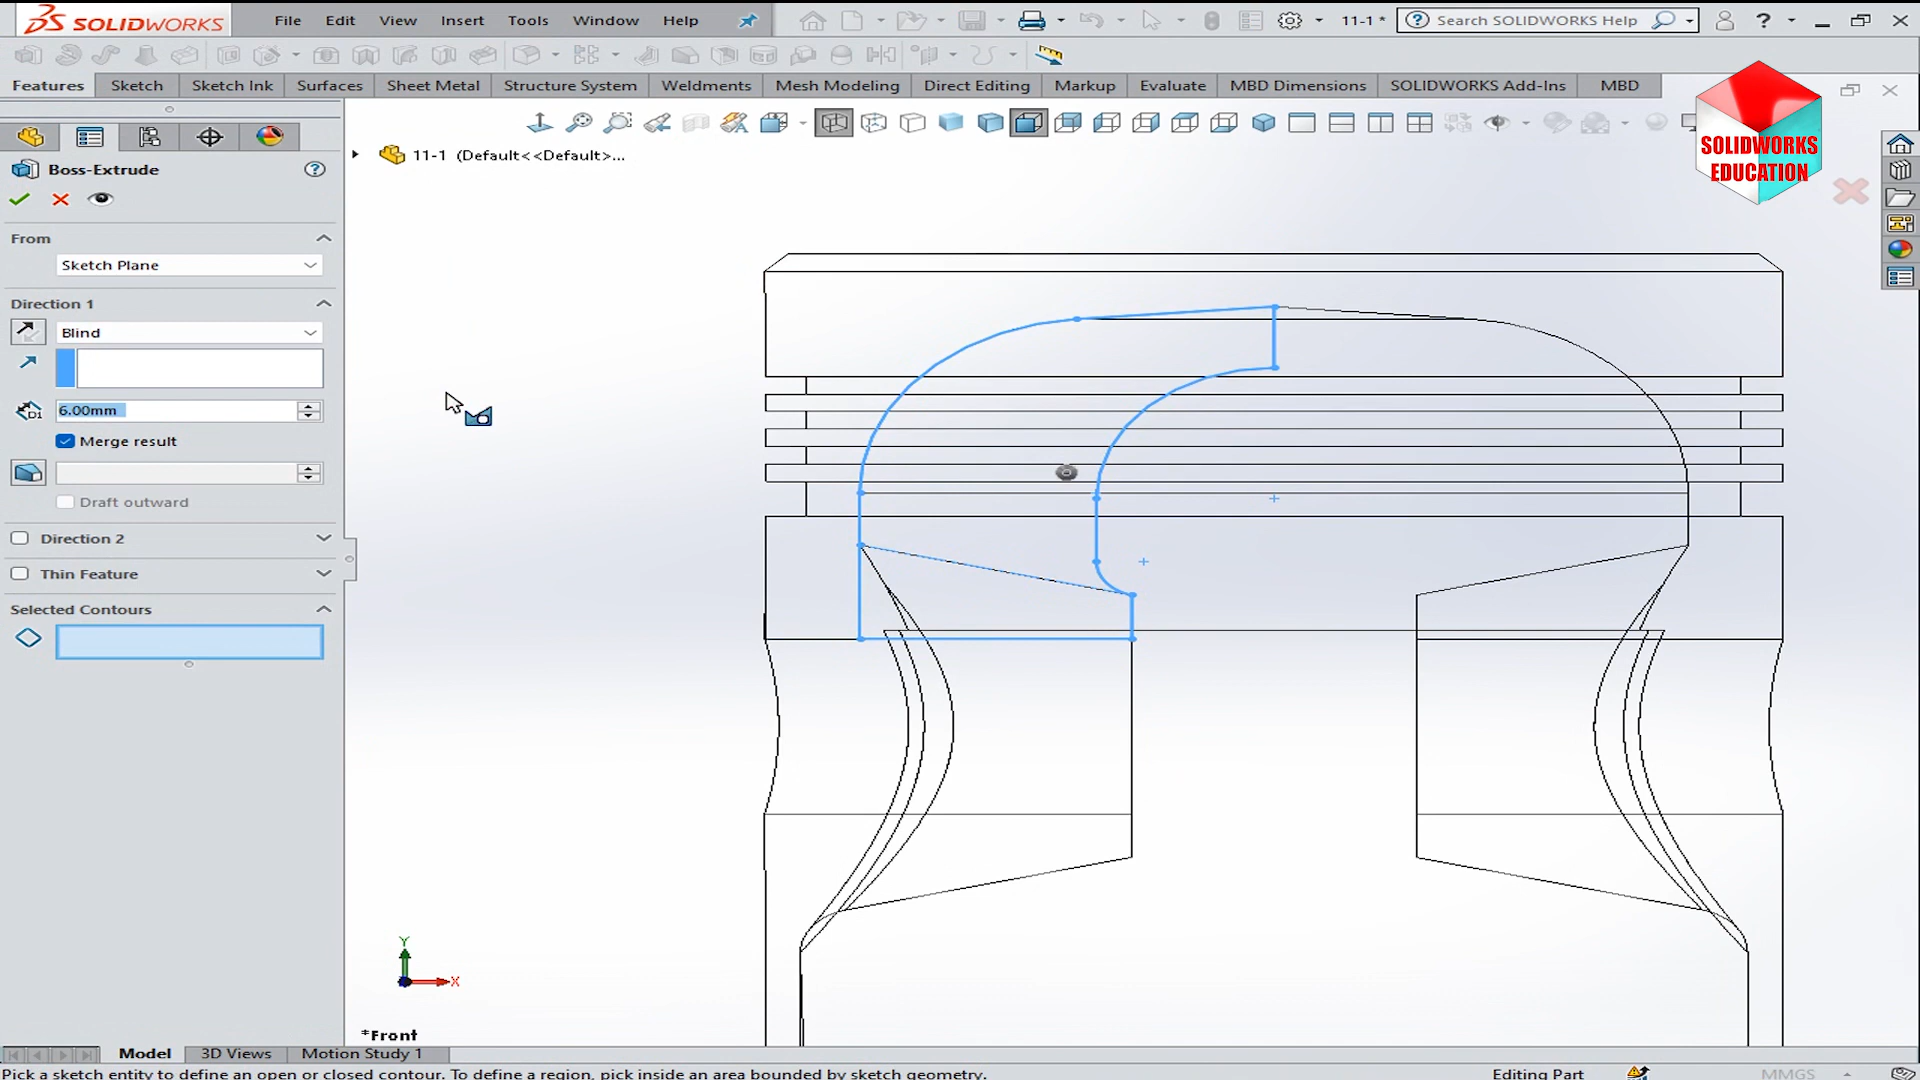 SOLIDWORKS File Edit View Insert Tools Window Help 11-1 * Search SOLIDWORKS Help ?
Features Sketch Sketch Ink Surfaces Sheet Metal Structure System Weldments Mesh Modeling Direct Editing Markup Evaluate MBD Dimensions SOLIDWORKS Add-Ins MBD
SOLIDWORKS
EDUCATION
11-1 (Default<<Default>...
Boss-Extrude
From
Sketch Plane
Direction 1
Blind
D1 6.00mm
Merge result
Draft outward
Direction 2
Thin Feature
Selected Contours
Y
X
*Front
Model 3D Views Motion Study 1
Pick a sketch entity to define an open or closed contour. To define a region, pick inside an area bounded by sketch geometry. Editing Part MMGS